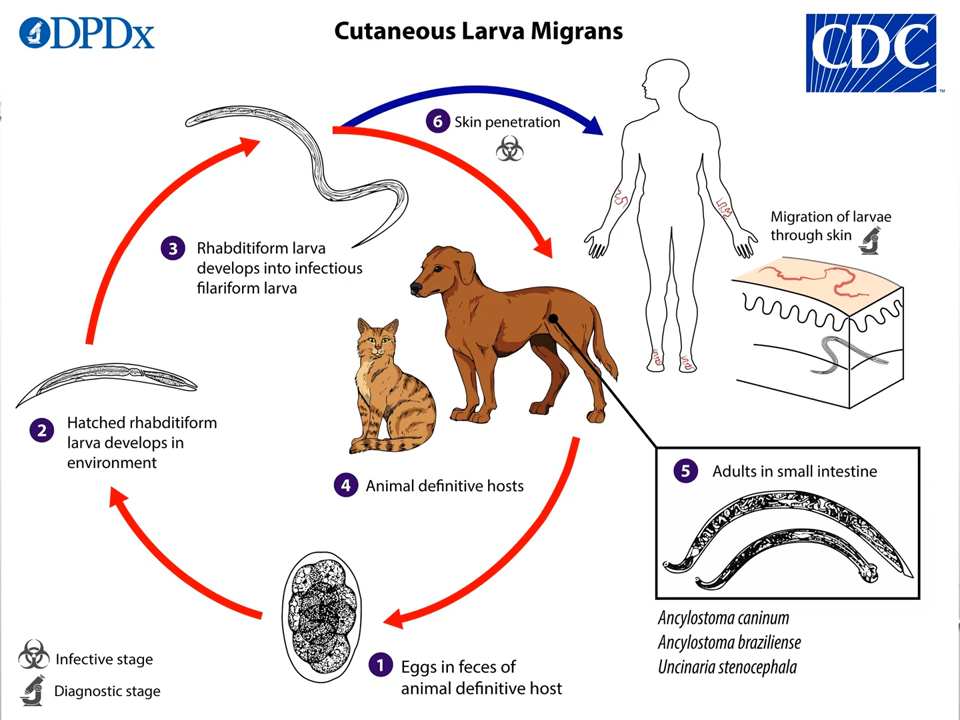 DPDx
Cutaneous Larva Migrans
CDC
TM
6 Skin penetration
3 Rhabditiform larva
develops into infectious
filariform larva
Migration of larvae
through skin
2 Hatched rhabditiform
larva develops in
environment
4 Animal definitive hosts
5 Adults in small intestine
Ancylostoma caninum
Ancylostoma braziliense
Uncinaria stenocephala
1 Eggs in feces of
animal definitive host
Infective stage
Diagnostic stage